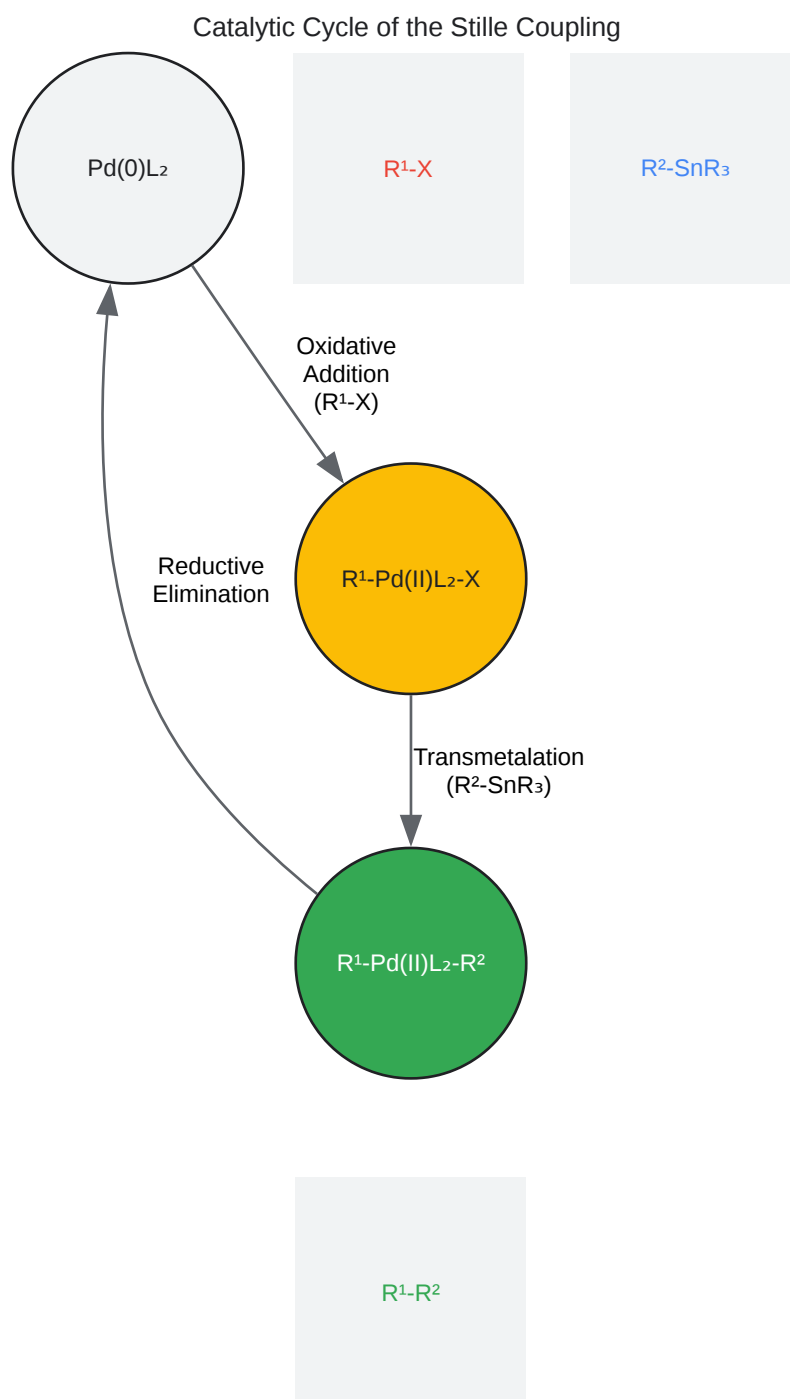 Catalytic Cycle of the Stille Coupling
Pd(0)L₂
R¹-X
R²-SnR₃
Oxidative
Addition
(R¹-X)
Reductive
Elimination
R¹-Pd(II)L₂-X
Transmetalation
(R²-SnR₃)
R¹-Pd(II)L₂-R²
R¹-R²